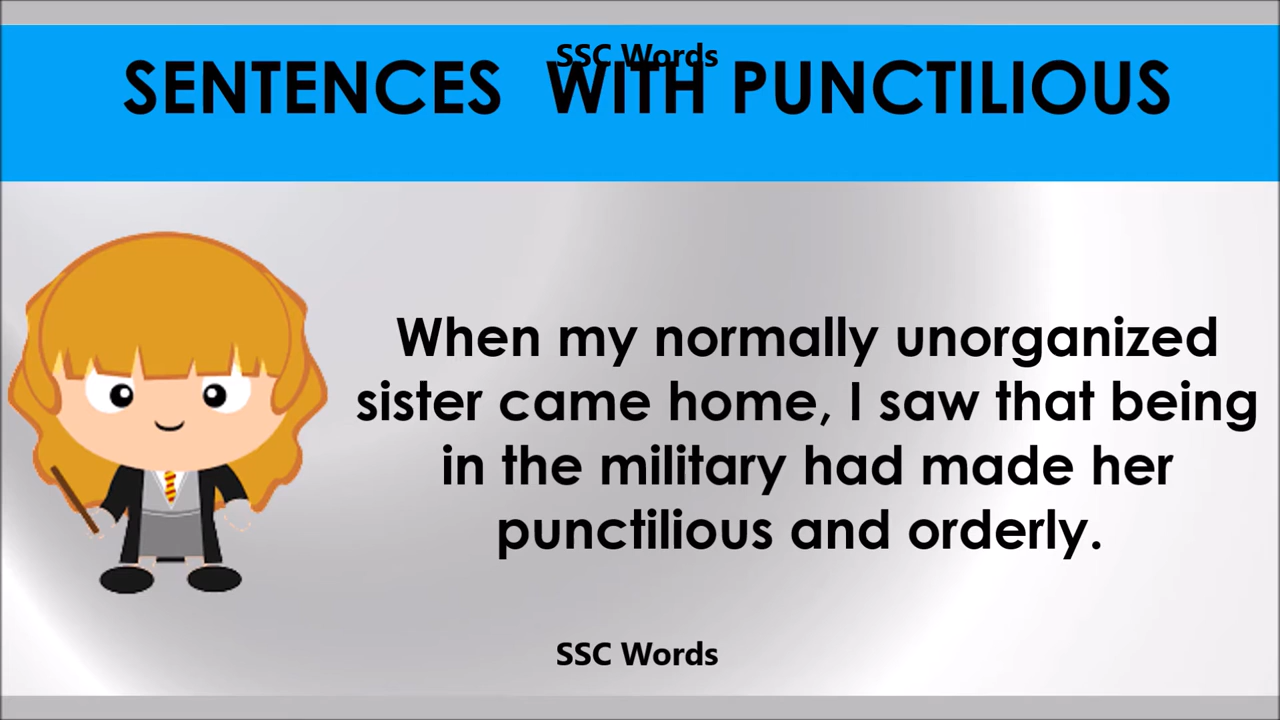 SSC Words
SENTENCES WITH PUNCTILIOUS
When my normally unorganized
sister came home, I saw that being
in the military had made her
punctilious and orderly.
SSC Words